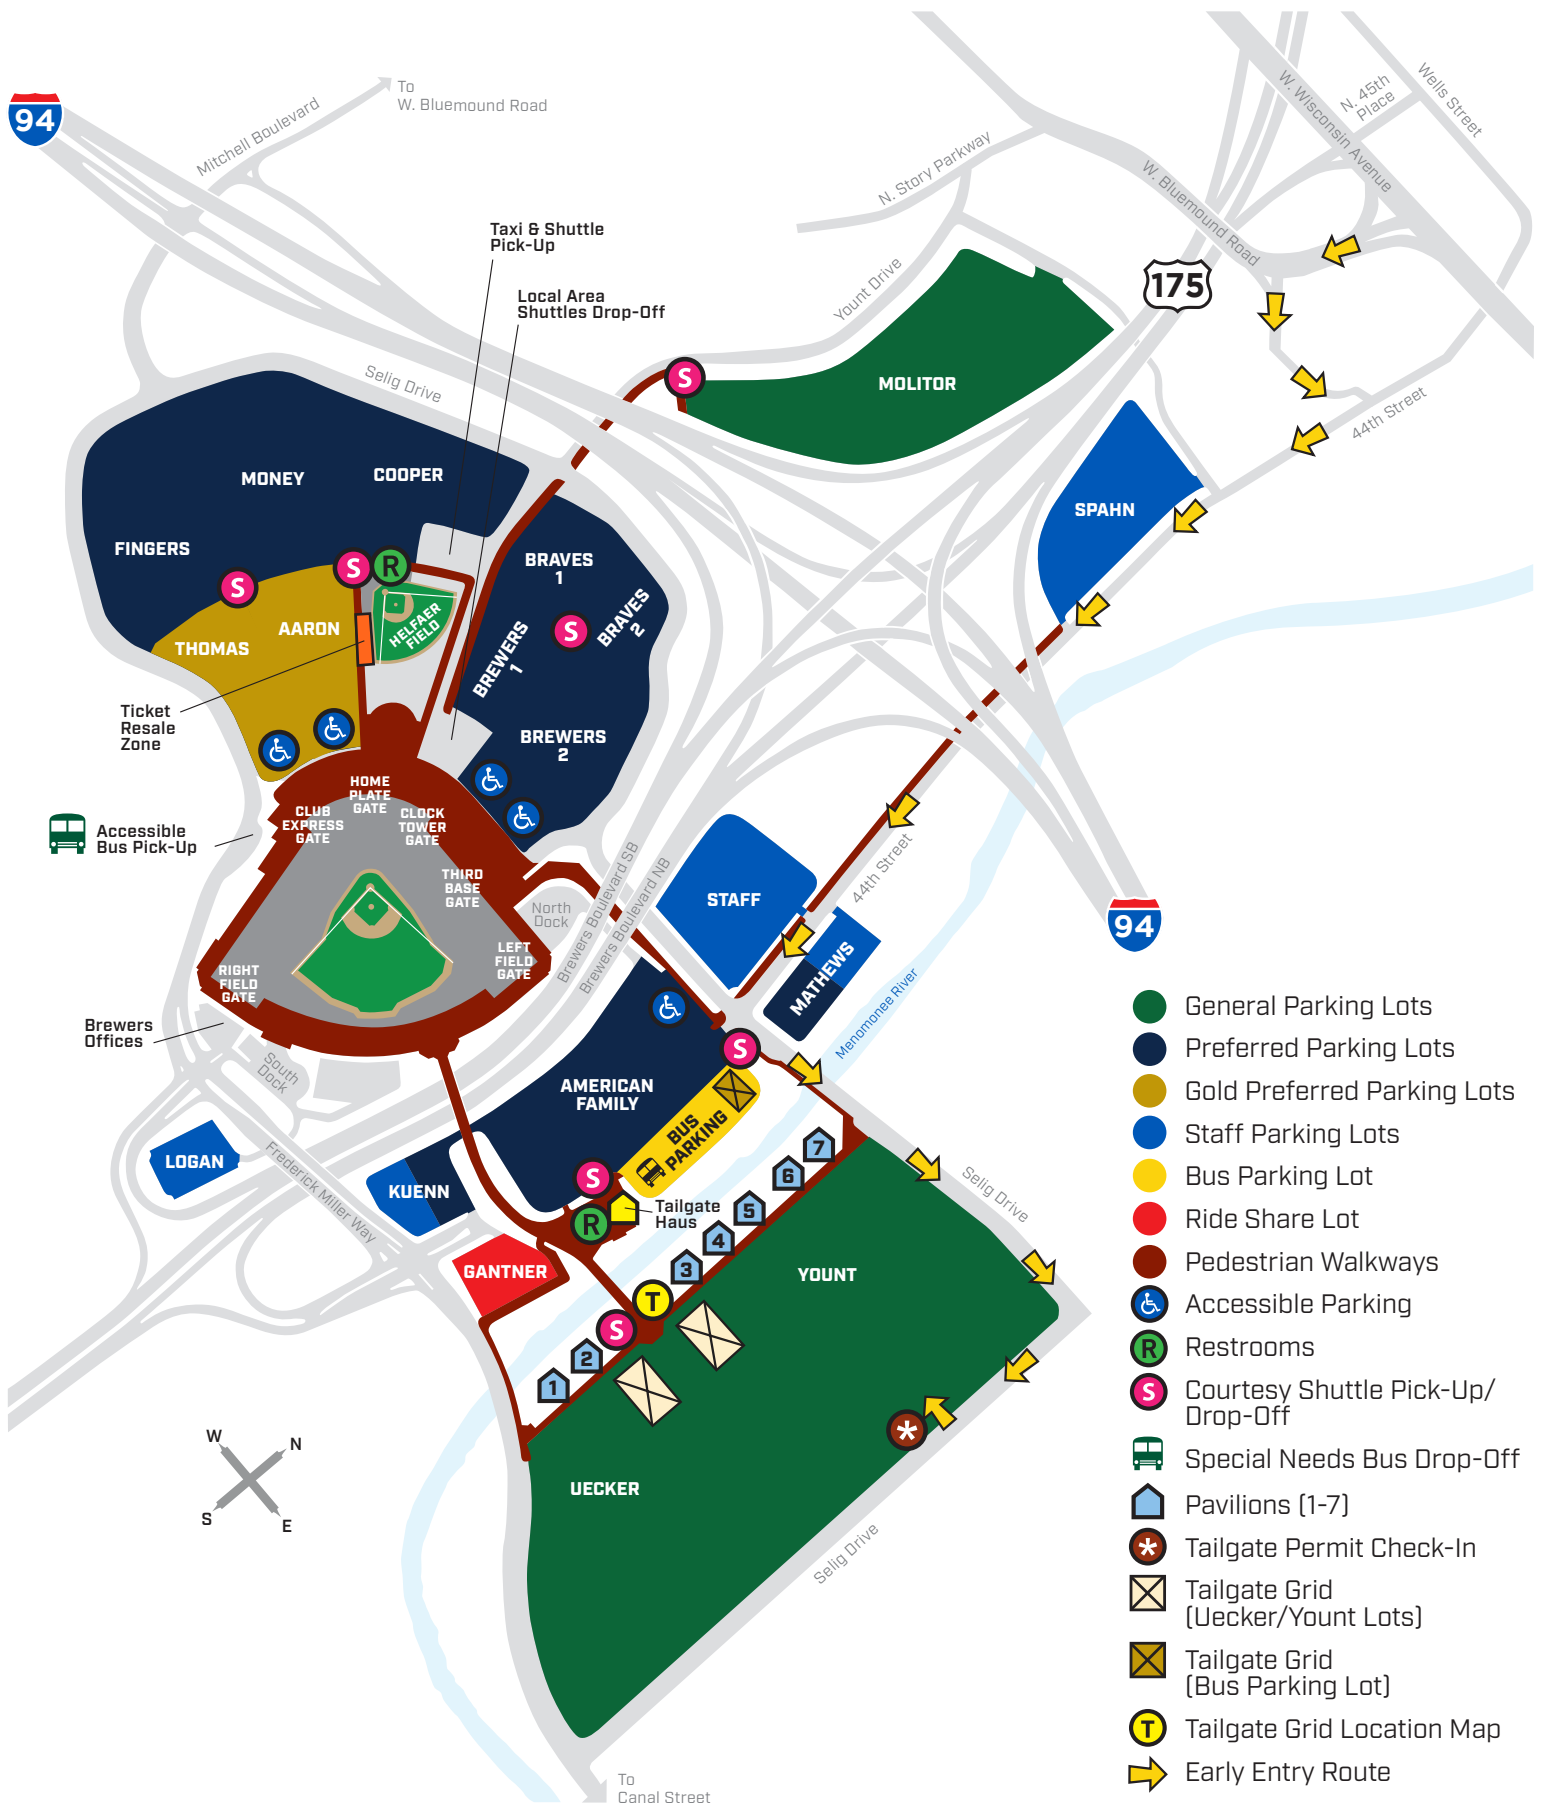 94
To
W. Bluemound Road
Mitchell Boulevard
Wells Street
N. 45th
Place
W. Wisconsin Avenue
N. Story Parkway
W. Bluemound Road
Taxi & Shuttle
Pick-Up
Local Area
Shuttles Drop-Off
Yount Drive
175
Selig Drive
S
MOLITOR
44th Street
MONEY
COOPER
SPAHN
FINGERS
BRAVES
1
S
R
S
BRAVES
2
S
HELFAER
FIELD
AARON
THOMAS
BREWERS
1
Ticket
Resale
Zone
BREWERS
2
HOME
PLATE
GATE
CLUB
EXPRESS
GATE
CLOCK
TOWER
GATE
Accessible
Bus Pick-Up
THIRD
BASE
GATE
44th Street
Brewers Boulevard SB
Brewers Boulevard NB
STAFF
North
Dock
94
LEFT
FIELD
GATE
RIGHT
FIELD
GATE
MATHEWS
Menomonee River
Brewers
Offices
S
South
Dock
AMERICAN
FAMILY
BUS
PARKING
7
LOGAN
Frederick Miller Way
KUENN
S
6
Selig Drive
Tailgate
Haus
R
5
4
GANTNER
3
YOUNT
T
S
2
1
*
UECKER
W
N
S
E
Selig Drive
To
Canal Street
General Parking Lots
Preferred Parking Lots
Gold Preferred Parking Lots
Staff Parking Lots
Bus Parking Lot
Ride Share Lot
Pedestrian Walkways
Accessible Parking
R Restrooms
S Courtesy Shuttle Pick-Up/
Drop-Off
Special Needs Bus Drop-Off
Pavilions (1-7)
* Tailgate Permit Check-In
Tailgate Grid
(Uecker/Yount Lots)
Tailgate Grid
(Bus Parking Lot)
T Tailgate Grid Location Map
Early Entry Route